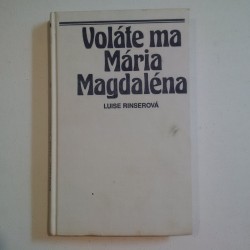 Voláte ma
Mária
Magdaléna
LUISE RINSEROVÁ